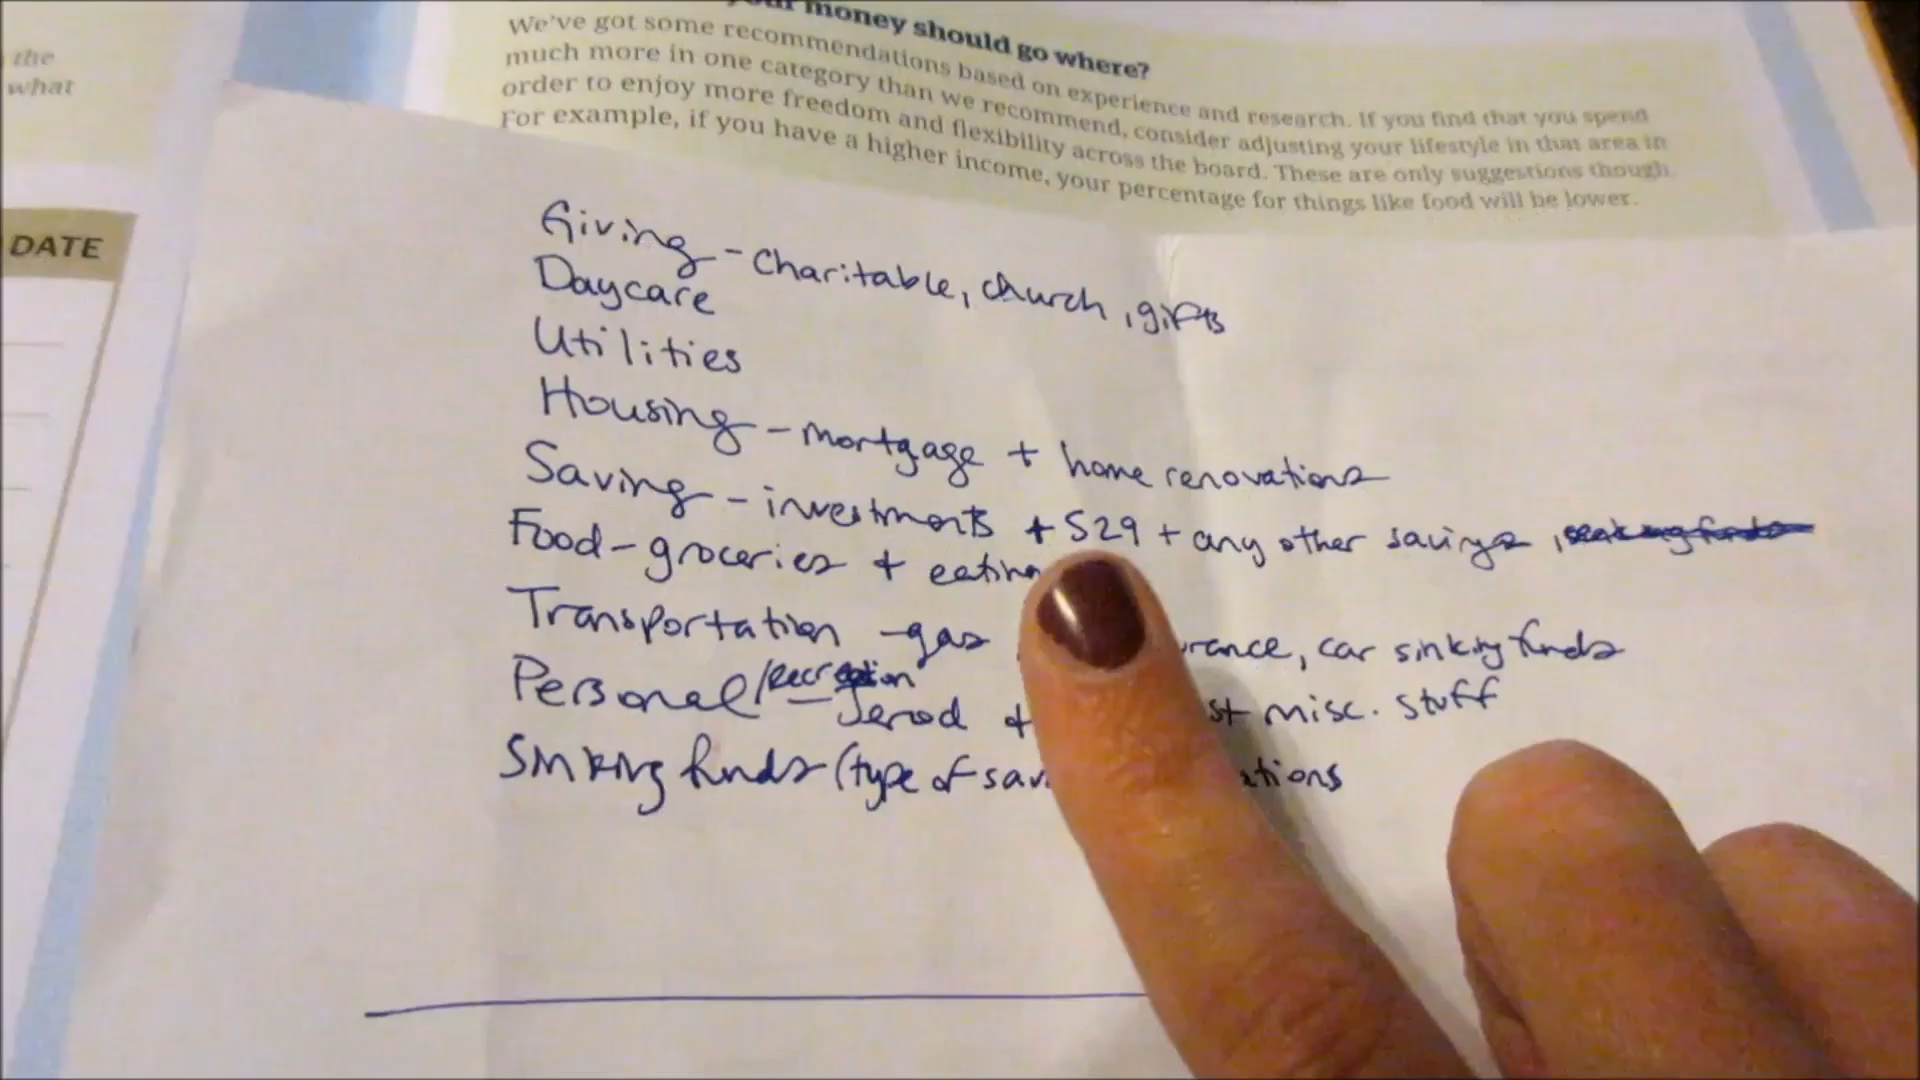 your money should go where?
We've got some recommendations based on experience and research. If you find that you spend
much more in one category than we recommend, consider adjusting your lifestyle in that area in
order to enjoy more freedom and flexibility across the board. These are only suggestions though.
For example, if you have a higher income, your percentage for things like food will be lower.
the
what
DATE
Giving - Charitable, church, gifts
Daycare
Utilities
Housing - mortgage + home renovations
Saving - investments + 529 + any other savings,
Food - groceries + eating
Transportation - gas car sinking funds
Personal/Recreation - Jerod + misc. stuff
Sinking funds (type of